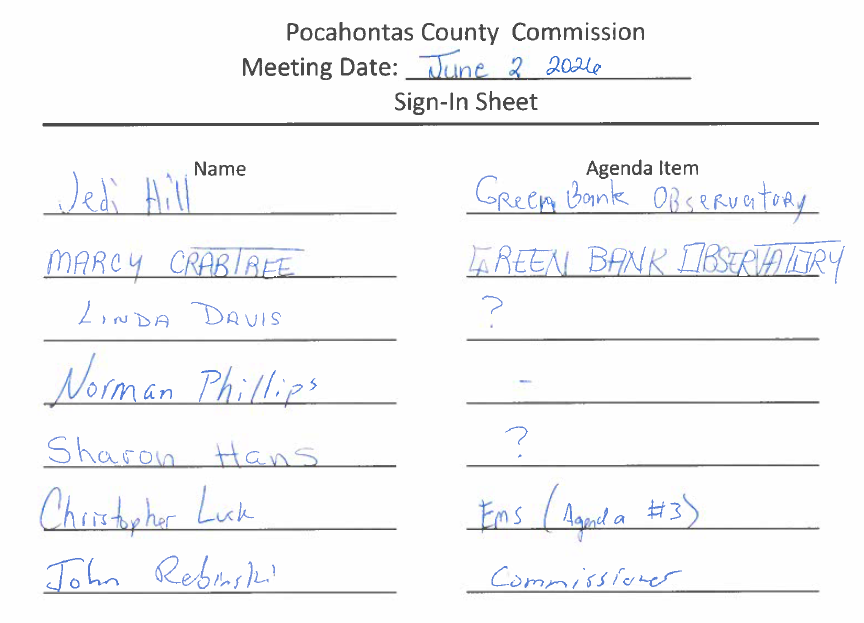 Pocahontas County Commission
Meeting Date: June 2 2026
Sign-In Sheet
Name Agenda Item
Jedi Hill Green Bank Observatory
MARCY CRABTREE GREEN BANK OBSERVATORY
LINDA DAVIS ?
Norman Phillips -
Sharon Hans ?
Christopher EMS (Agenda #3)
John Rebinski Commissioner